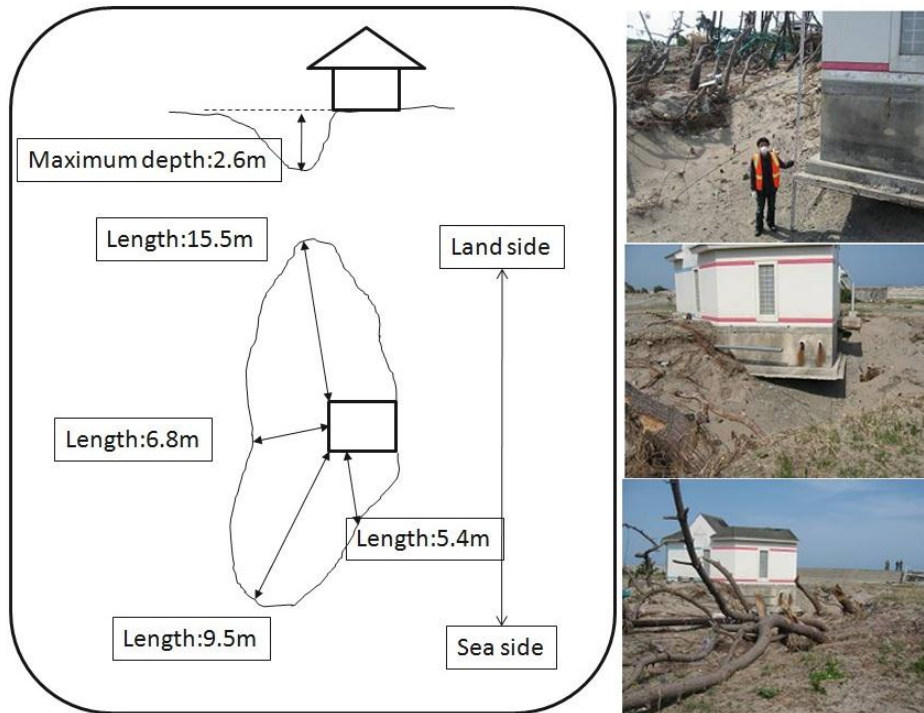 Maximum depth:2.6m
Length:15.5m
Land side
Length:6.8m
Length:5.4m
Length:9.5m
Sea side